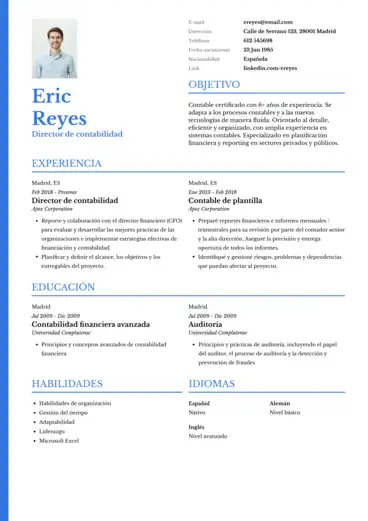 Eric
Reyes
Director de contabilidad
E-mail ereyes@email.com
Dirección Calle de Serrano 123, 28001 Madrid
Teléfono 612 545698
Fecha nacimiento 23 Jun 1985
Nacionalidad Española
Link linkedin.com/ereyes
OBJETIVO
Contable certificado con 6+ años de experiencia. Se
adapta a los procesos contables y a las nuevas
tecnologías de manera fluida. Orientado al detalle,
eficiente y organizado, con amplia experiencia en
sistemas contables. Especializado en planificación
financiera y reporting en sectores privados y públicos.
EXPERIENCIA
Madrid, ES
Feb 2018 - Presente
Director de contabilidad
Apex Corporation
• Reporte y colaboración con el director financiero (CFO)
para evaluar y desarrollar las mejores practicas de las
organizaciones e implementar estrategias efectivas de
financiación y contabilidad.
• Planificar y definir el alcance, los objetivos y los
entregables del proyecto.
Madrid, ES
Ene 2013 - Feb 2018
Contable de plantilla
Apex Corporation
• Preparé reportes financieros e informes mensuales /
trimestrales para su revisión por parte del contador senior
y la alta dirección. Aseguré la precisión y entrega
oportuna de todos los informes.
• Identifiqué y gestioné riesgos, problemas y dependencias
que puedan afectar al proyecto.
EDUCACIÓN
Madrid
Jul 2009 - Dic 2009
Contabilidad financiera avanzada
Universidad Complutense
• Principios y conceptos avanzados de contabilidad
financiera
Madrid
Jul 2009 - Dic 2009
Auditoría
Universidad Complutense
• Principios y prácticas de auditoría, incluyendo el papel
del auditor, el proceso de auditoría y la detección y
prevención de fraudes
HABILIDADES
• Habilidades de organización
• Gestión del tiempo
• Adaptabilidad
• Liderazgo
• Microsoft Excel
IDIOMAS
Español
Nativo
Alemán
Nivel básico
Inglés
Nivel avanzado